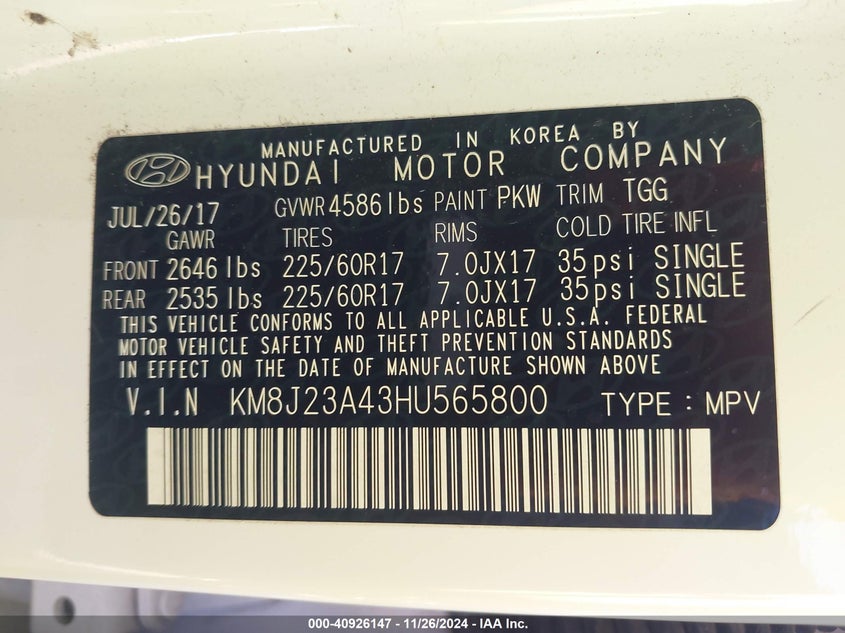 MANUFACTURED IN KOREA BY
HYUNDAI MOTOR COMPANY
JUL/26/17 GVWR 4586lbs PAINT PKW TRIM TGG
GAWR TIRES RIMS COLD TIRE INFL
FRONT 2646 lbs 225/60R17 7.0JX17 35psi SINGLE
REAR 2535 lbs 225/60R17 7.0JX17 35psi SINGLE
THIS VEHICLE CONFORMS TO ALL APPLICABLE U.S.A. FEDERAL
MOTOR VEHICLE SAFETY AND THEFT PREVENTION STANDARDS
IN EFFECT ON THE DATE OF MANUFACTURE SHOWN ABOVE
V.I.N KM8J23A43HU565800 TYPE : MPV
000-40926147 - 11/26/2024 - IAA Inc.